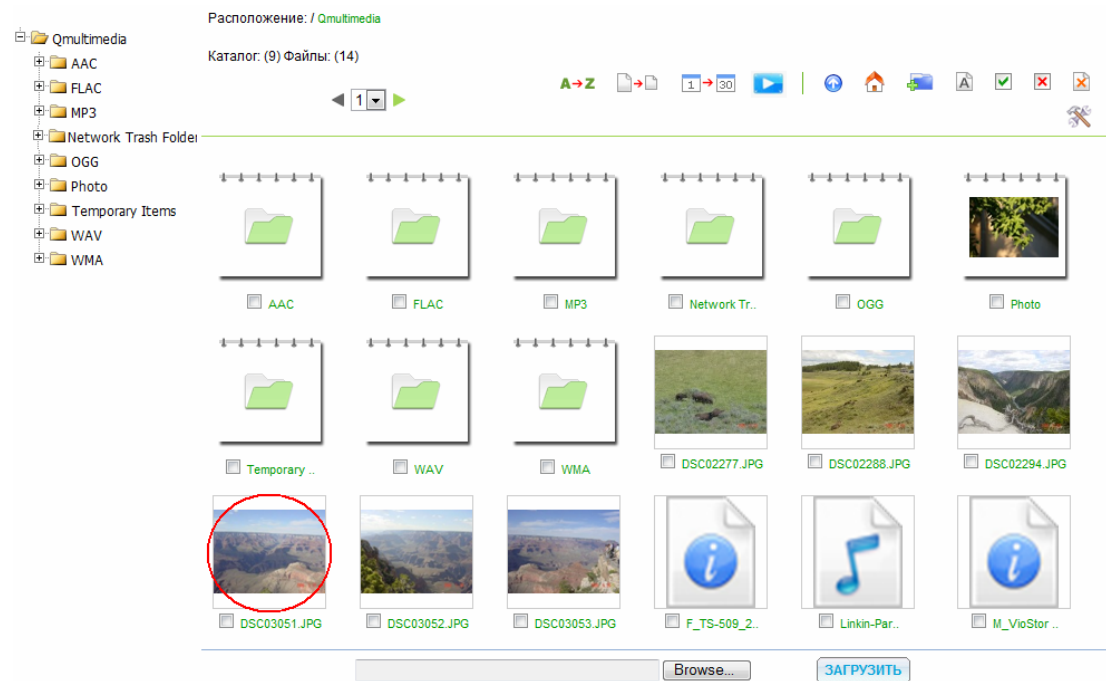 Расположение: / Qmultimedia
Qmultimedia
Каталог: (9) Файлы: (14)
AAC
FLAC
MP3
Network Trash Folder
OGG
Photo
Temporary Items
WAV
WMA
A→Z
1→30
1
A
AAC
FLAC
MP3
Network Tr..
OGG
Photo
Temporary ..
WAV
WMA
DSC02277.JPG
DSC02288.JPG
DSC02294.JPG
DSC03051.JPG
DSC03052.JPG
DSC03053.JPG
F_TS-509_2..
Linkin-Par..
M_VioStor ..
Browse...
ЗАГРУЗИТЬ